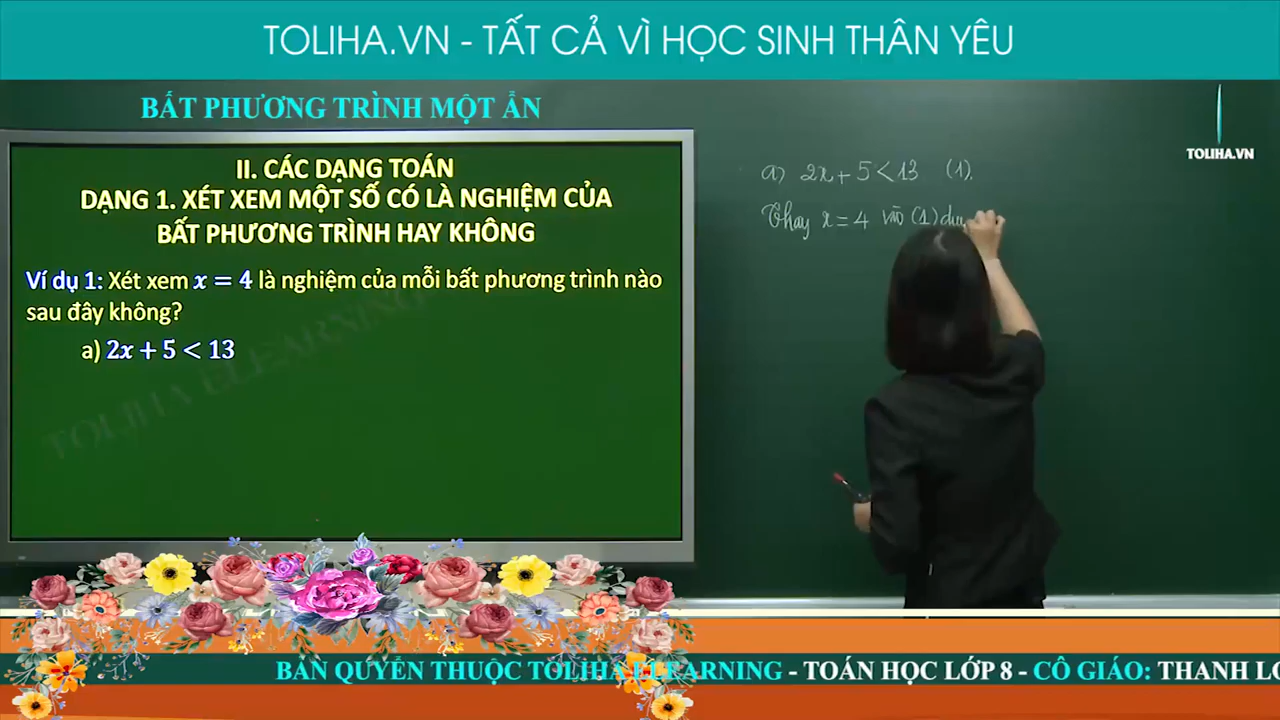 TOLIHA.VN - TẤT CẢ VÌ HỌC SINH THÂN YÊU
BẤT PHƯƠNG TRÌNH MỘT ẨN
TOLIHA.VN
II. CÁC DẠNG TOÁN
DẠNG 1. XÉT XEM MỘT SỐ CÓ LÀ NGHIỆM CỦA
BẤT PHƯƠNG TRÌNH HAY KHÔNG
Ví dụ 1: Xét xem x = 4 là nghiệm của mỗi bất phương trình nào
sau đây không?
a) 2x + 5 < 13
TOLIHA ELEARNING
a) 2x + 5 < 13 (1).
Thay x = 4 vào (1)
BẢN QUYỀN THUỘC TOLIHA ELEARNING - TOÁN HỌC LỚP 8 - CÔ GIÁO: THANH